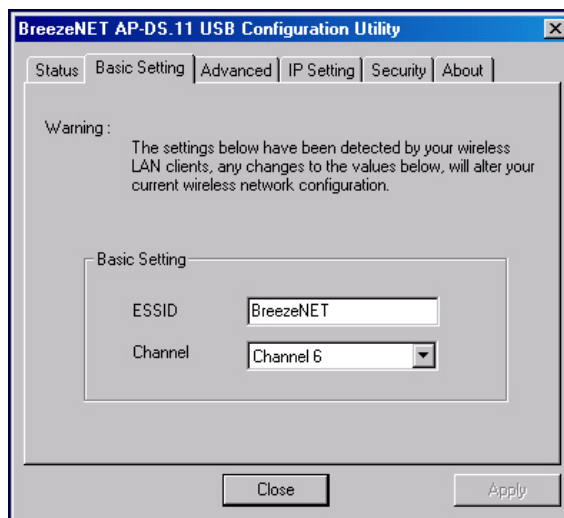 BreezeNET AP-DS.11 USB Configuration Utility
Status Basic Setting Advanced IP Setting Security About
Warning :
The settings below have been detected by your wireless
LAN clients, any changes to the values below, will alter your
current wireless network configuration.
Basic Setting
ESSID BreezeNET
Channel Channel 6
Close Apply